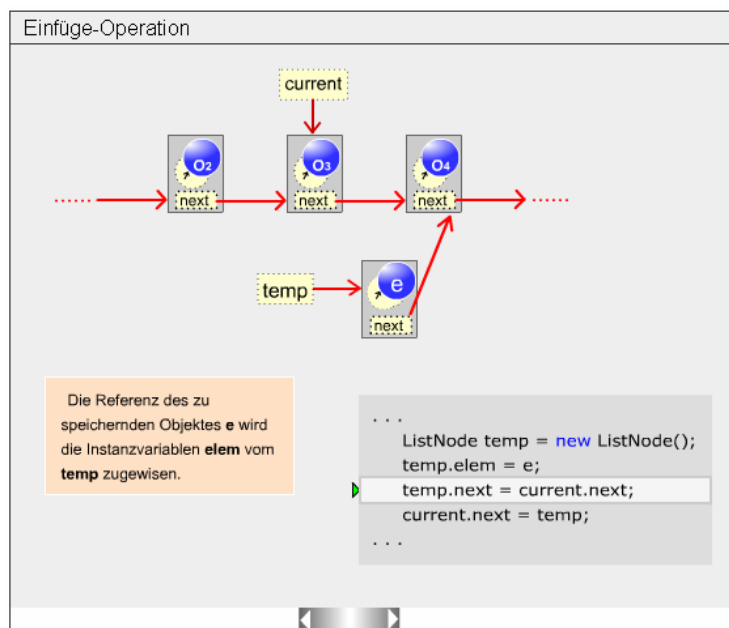 Einfüge-Operation
current
O2
O3
O4
next
next
next
temp
e
next
Die Referenz des zu
speichernden Objektes e wird
die Instanzvariablen elem vom
temp zugewisen.
. . .
ListNode temp = new ListNode();
temp.elem = e;
temp.next = current.next;
current.next = temp;
. . .